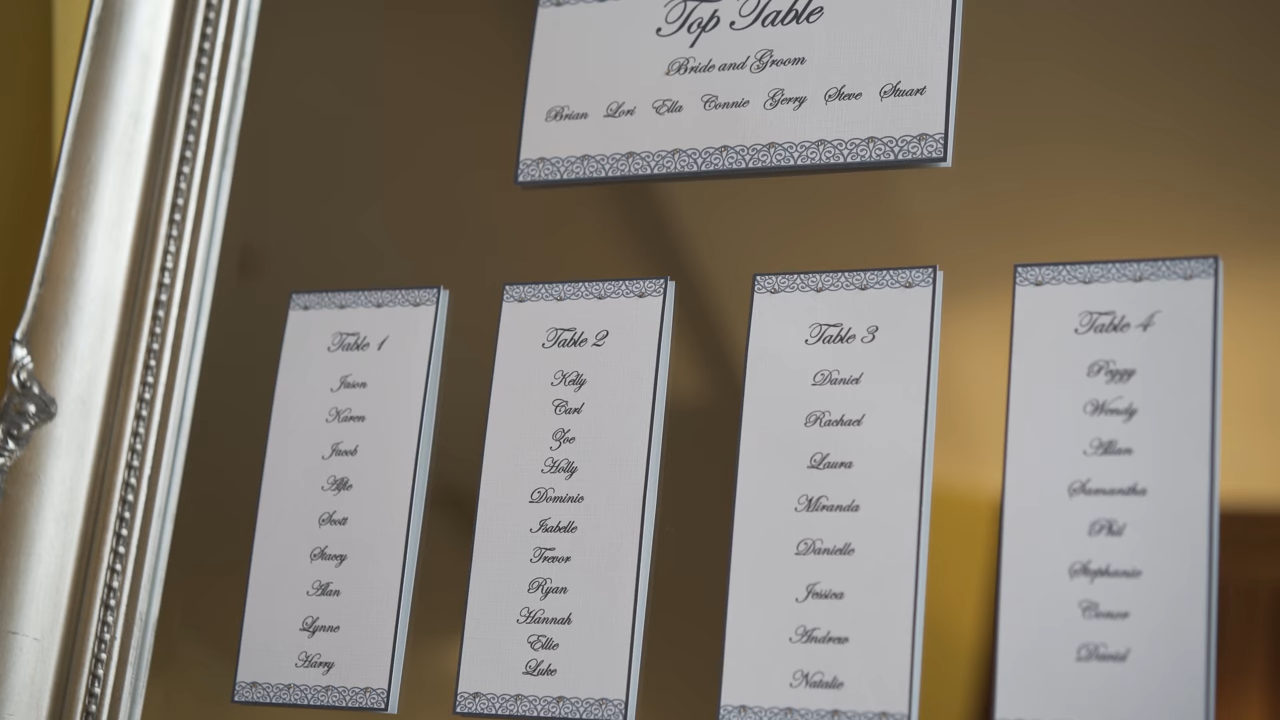 Top Table
Bride and Groom
Brian Lori Ella Connie Gerry Steve Stuart
Table 1
Jason
Karen
Jacob
Alfie
Scott
Stacey
Alan
Lynne
Harry
Table 2
Kelly
Carl
Zoe
Holly
Dominic
Isabelle
Trevor
Ryan
Hannah
Ellie
Luke
Table 3
Daniel
Rachael
Laura
Miranda
Danielle
Jessica
Andrew
Natalie
Table 4
Peggy
Wendy
Allan
Samantha
Phil
Stephanie
Conor
David